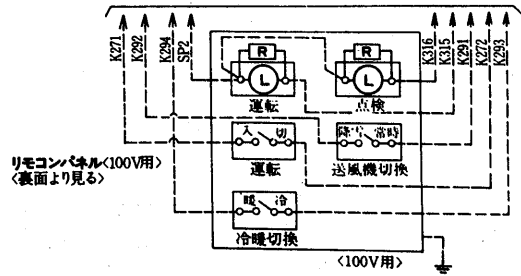 K271
K292
K294
SP2
K316
K315
K291
K272
K293
R
L
運転
R
L
点検
入 切
運転
降雪 常時
送風機切換
リモコンパネル<100V用>
<裏面より見る>
暖 冷
冷暖切換
<100V用>